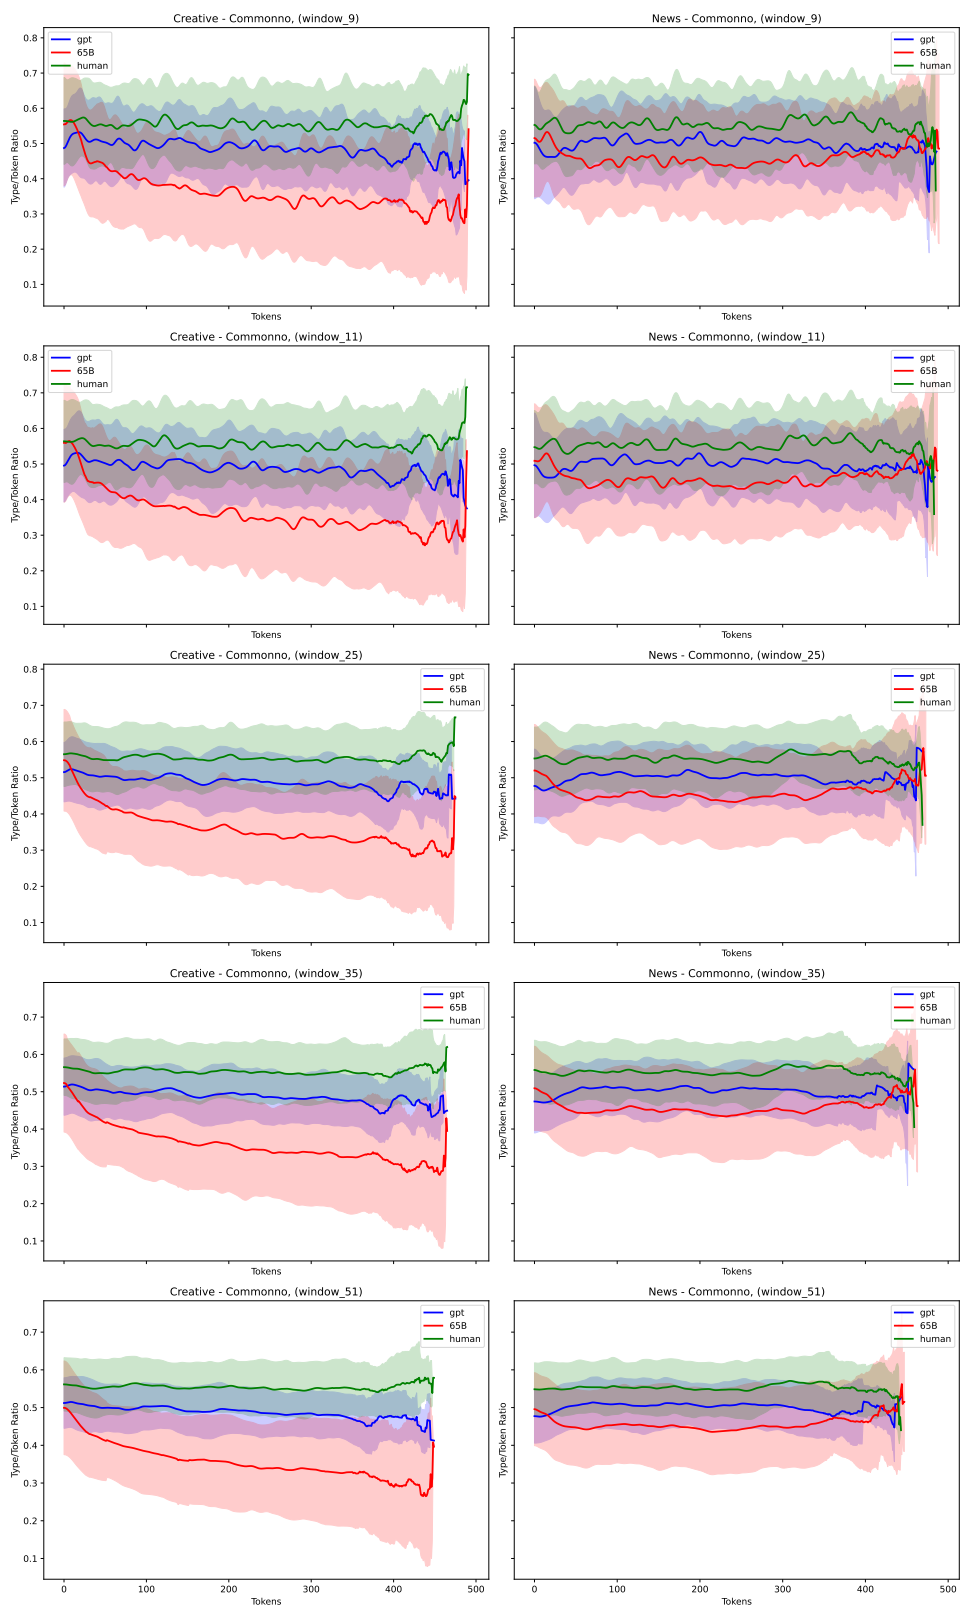 Creative - Commonno, (window_9)
News - Commonno, (window_9)
gpt
65B
human
gpt
65B
human
0.8
0.7
0.6
0.5
0.4
0.3
0.2
0.1
Type/Token Ratio
Type/Token Ratio
Tokens
Tokens
Creative - Commonno, (window_11)
News - Commonno, (window_11)
gpt
65B
human
gpt
65B
human
0.8
0.7
0.6
0.5
0.4
0.3
0.2
0.1
Type/Token Ratio
Type/Token Ratio
Tokens
Tokens
Creative - Commonno, (window_25)
News - Commonno, (window_25)
gpt
65B
human
gpt
65B
human
0.8
0.7
0.6
0.5
0.4
0.3
0.2
0.1
Type/Token Ratio
Type/Token Ratio
Tokens
Tokens
Creative - Commonno, (window_35)
News - Commonno, (window_35)
gpt
65B
human
gpt
65B
human
0.7
0.6
0.5
0.4
0.3
0.2
0.1
Type/Token Ratio
Type/Token Ratio
Tokens
Tokens
Creative - Commonno, (window_51)
News - Commonno, (window_51)
gpt
65B
human
gpt
65B
human
0.7
0.6
0.5
0.4
0.3
0.2
0.1
Type/Token Ratio
Type/Token Ratio
0 100 200 300 400 500
0 100 200 300 400 500
Tokens
Tokens